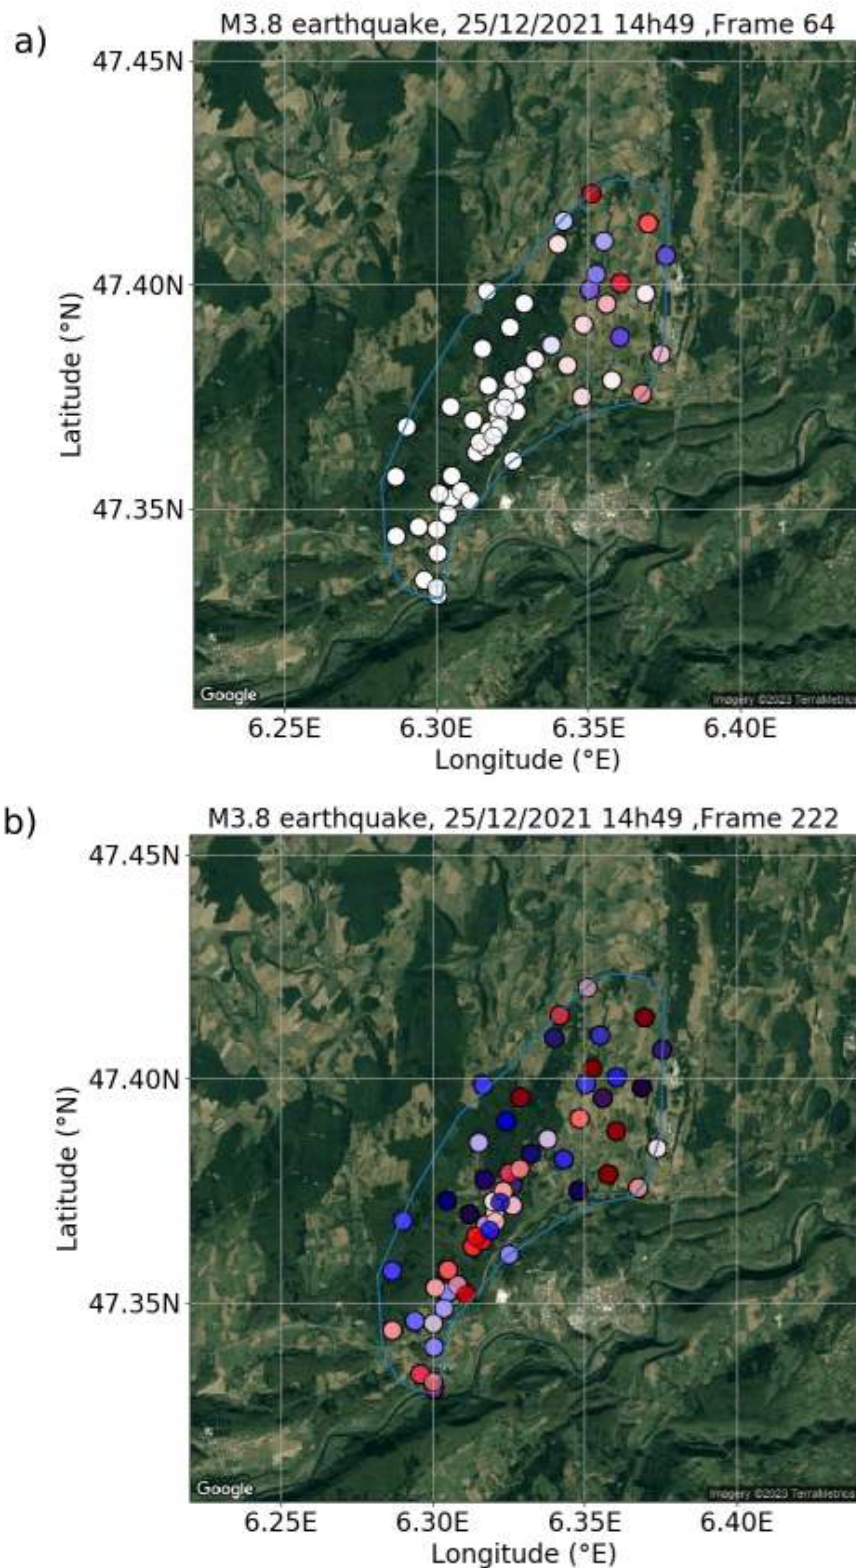 a)
M3.8 earthquake, 25/12/2021 14h49 ,Frame 64
47.45N
47.40N
47.35N
Latitude (°N)
Google
Imagery ©2023 TerraMetrics
6.25E 6.30E 6.35E 6.40E
Longitude (°E)
b)
M3.8 earthquake, 25/12/2021 14h49 ,Frame 222
47.45N
47.40N
47.35N
Latitude (°N)
Google
Imagery ©2023 TerraMetrics
6.25E 6.30E 6.35E 6.40E
Longitude (°E)